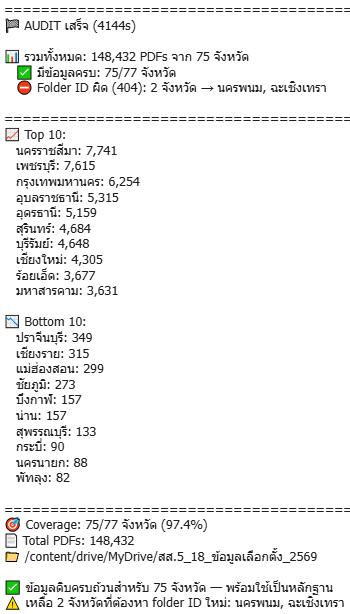 ============================================
🏁 AUDIT เสร็จ (4144s)
📊 รวมทั้งหมด: 148,432 PDFs จาก 75 จังหวัด
✅ มีข้อมูลครบ: 75/77 จังหวัด
⛔ Folder ID ผิด (404): 2 จังหวัด → นครพนม, ฉะเชิงเทรา
============================================
📈 Top 10:
นครราชสีมา: 7,741
เพชรบุรี: 7,615
กรุงเทพมหานคร: 6,254
อุบลราชธานี: 5,315
อุดรธานี: 5,159
สุรินทร์: 4,684
บุรีรัมย์: 4,648
เชียงใหม่: 4,305
ร้อยเอ็ด: 3,677
มหาสารคาม: 3,631
📉 Bottom 10:
ปราจีนบุรี: 349
เชียงราย: 315
แม่ฮ่องสอน: 299
ชัยภูมิ: 273
บึงกาฬ: 157
น่าน: 157
สุพรรณบุรี: 133
กระบี่: 90
นครนายก: 88
พัทลุง: 82
============================================
🎯 Coverage: 75/77 จังหวัด (97.4%)
📄 Total PDFs: 148,432
📂 /content/drive/MyDrive/สส.5_18_ข้อมูลเลือกตั้ง_2569
✅ ข้อมูลดิบครบถ้วนสำหรับ 75 จังหวัด — พร้อมใช้เป็นหลักฐาน
⚠️ เหลือ 2 จังหวัดที่ต้องหา folder ID ใหม่: นครพนม, ฉะเชิงเทรา